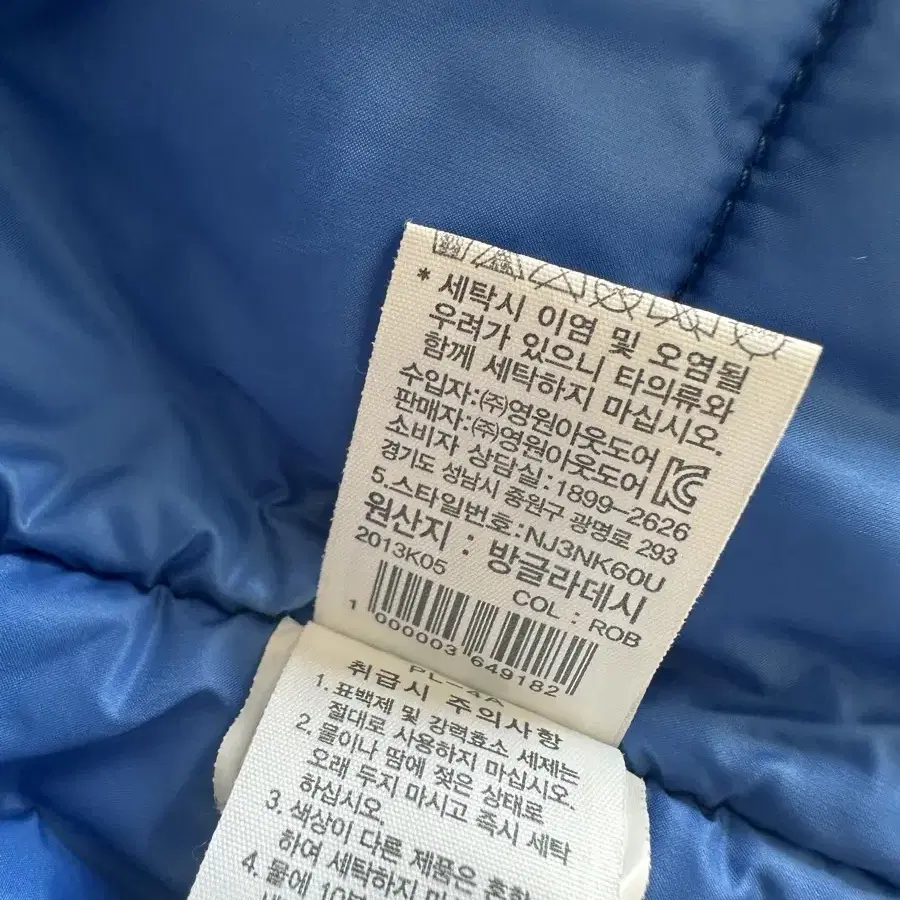 * 세탁시 이염 및 오염될
우려가 있으니 타의류와
함께 세탁하지 마십시오.
수입자:㈜영원아웃도어
판매자:㈜영원아웃도어
소비자 상담실:1899-2626
경기도 성남시 중원구 광명로 293
5.스타일번호:NJ3NK60U
원산지 : 방글라데시
2013K05 COL : ROB
1 000003 649182
취급시 주의사항
1. 표백제 및 강력효소 세제는
절대로 사용하지 마십시오.
2. 물이나 땀에 젖은 상태로
오래 두지 마시고 즉시 세탁
하십시오.
3. 색상이 다른 제품은 혼합
하여 세탁하지 마
4. 물에